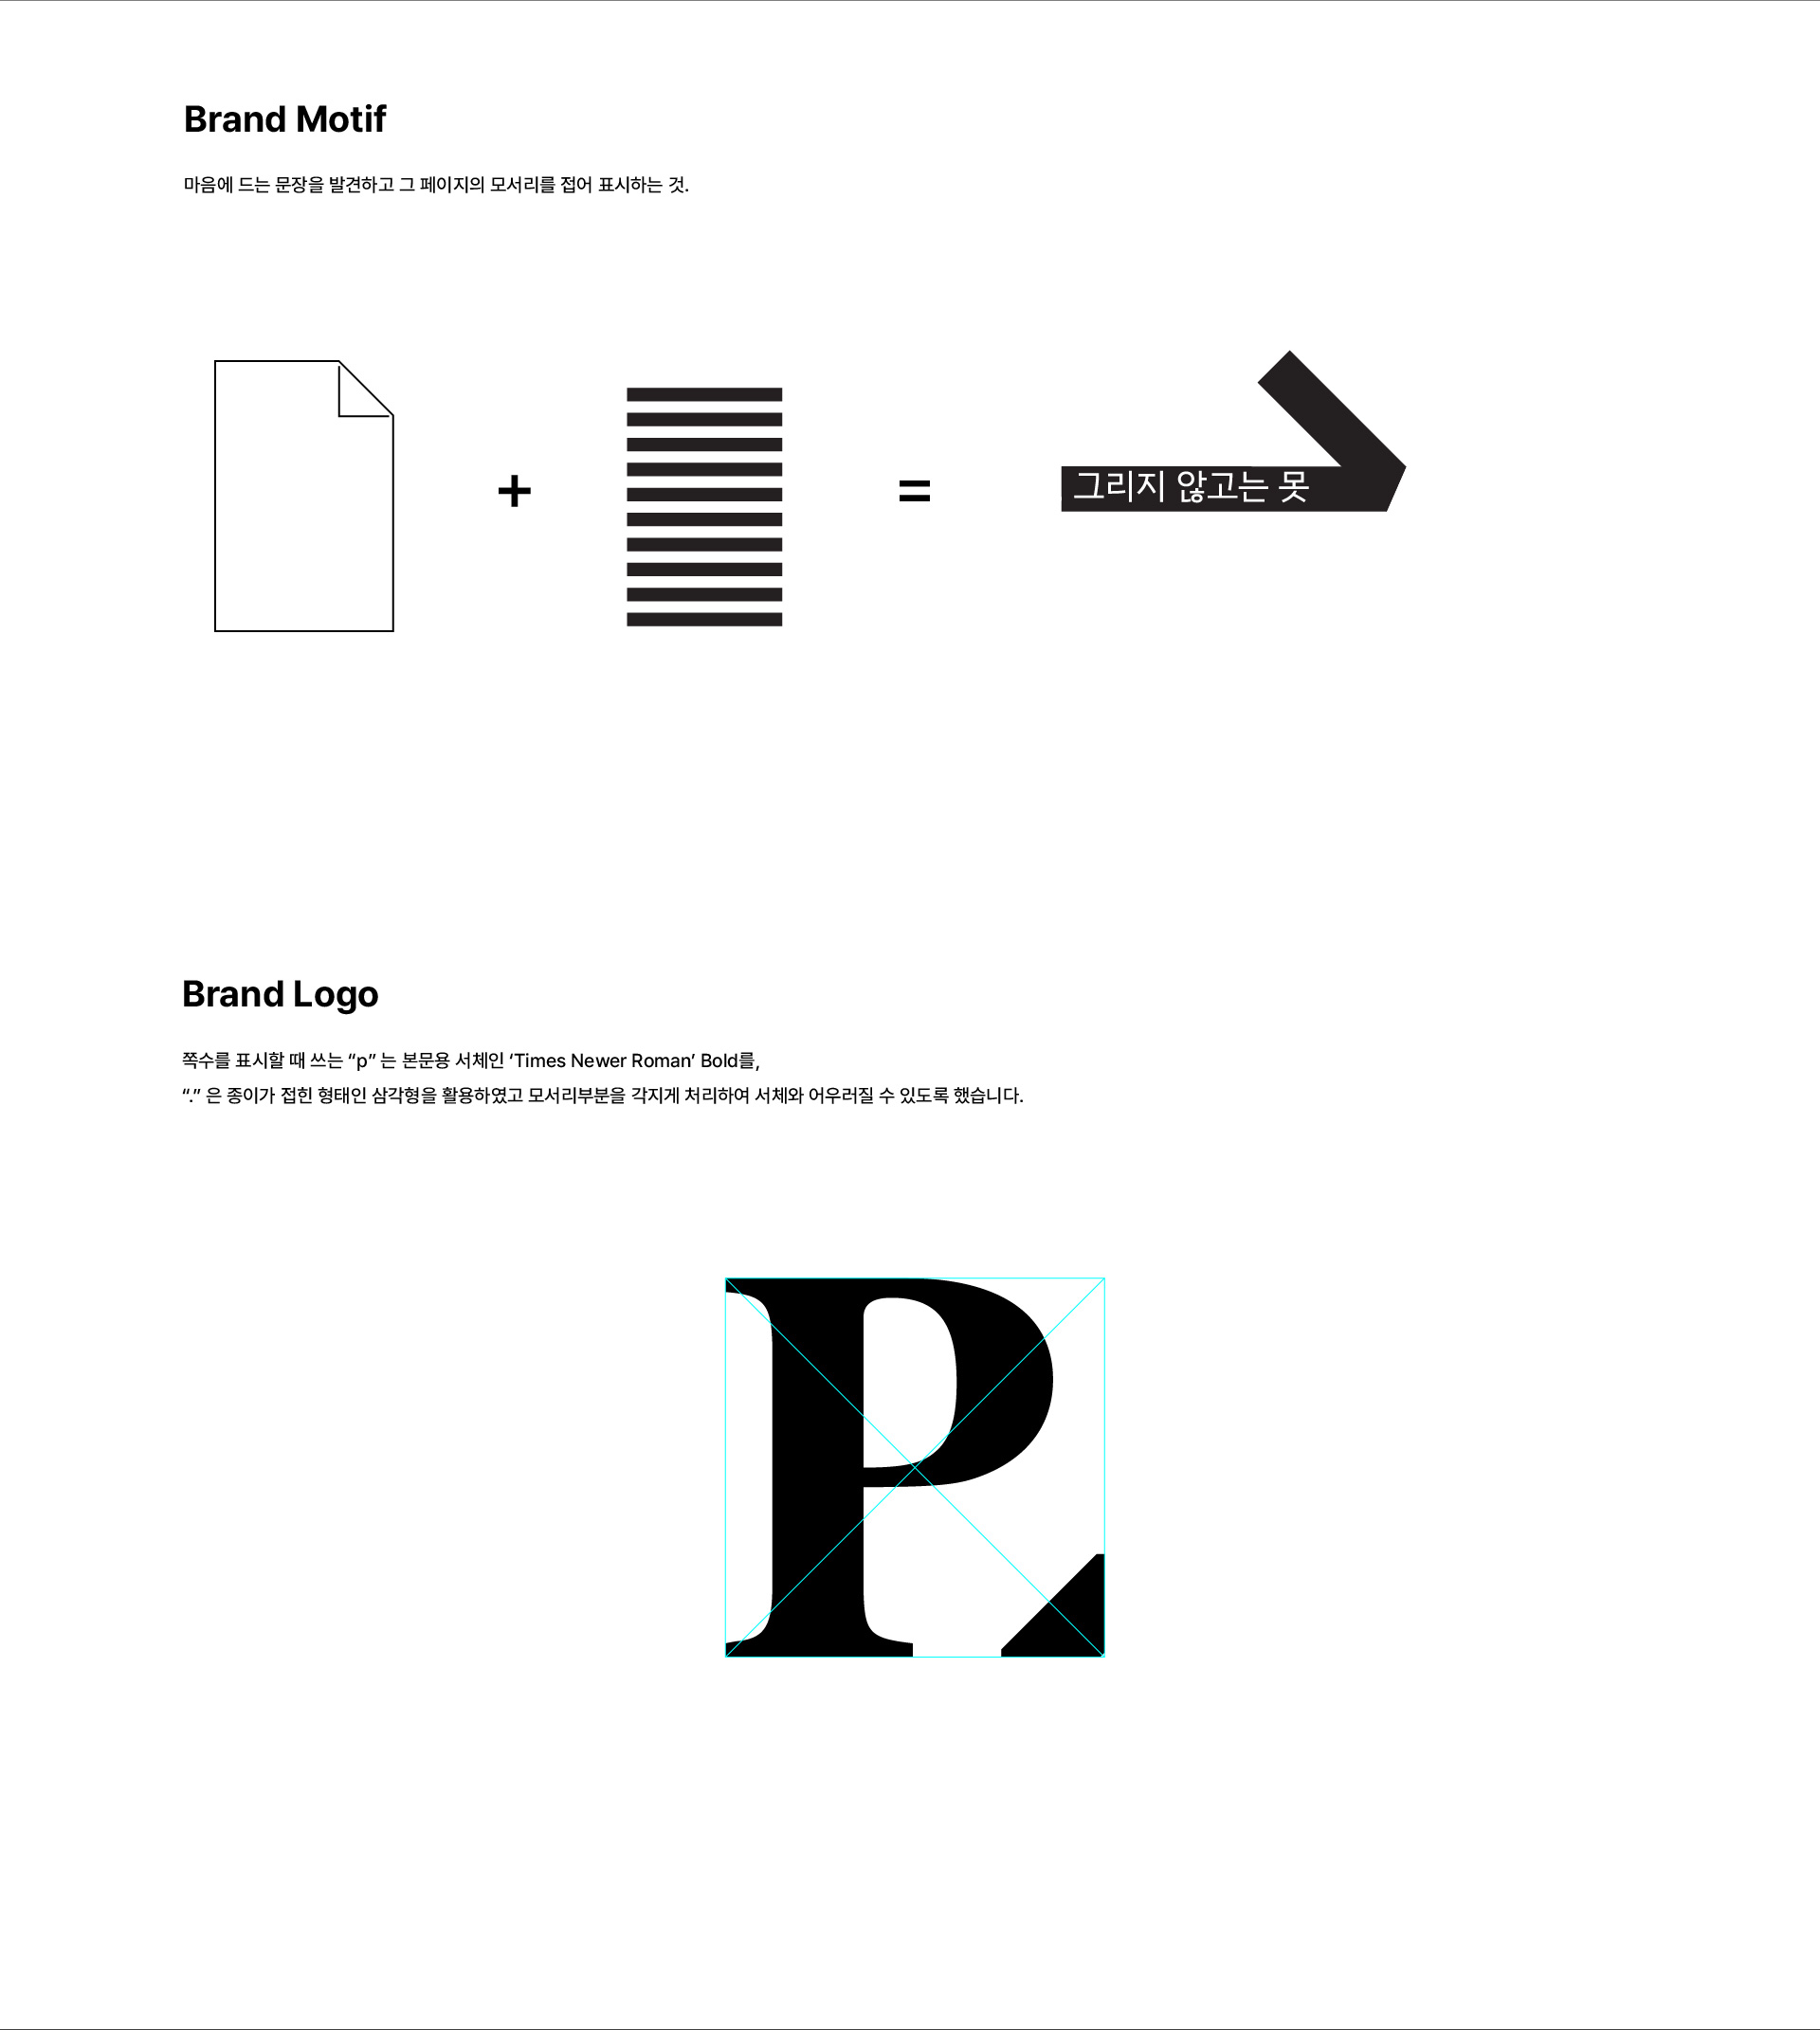 Brand Motif
마음에 드는 문장을 발견하고 그 페이지의 모서리를 접어 표시하는 것.
+
=
그리지 않고는 못
Brand Logo
쪽수를 표시할 때 쓰는 “p” 는 본문용 서체인 ‘Times Newer Roman’ Bold를,
“.” 은 종이가 접힌 형태인 삼각형을 활용하였고 모서리부분을 각지게 처리하여 서체와 어우러질 수 있도록 했습니다.
P.